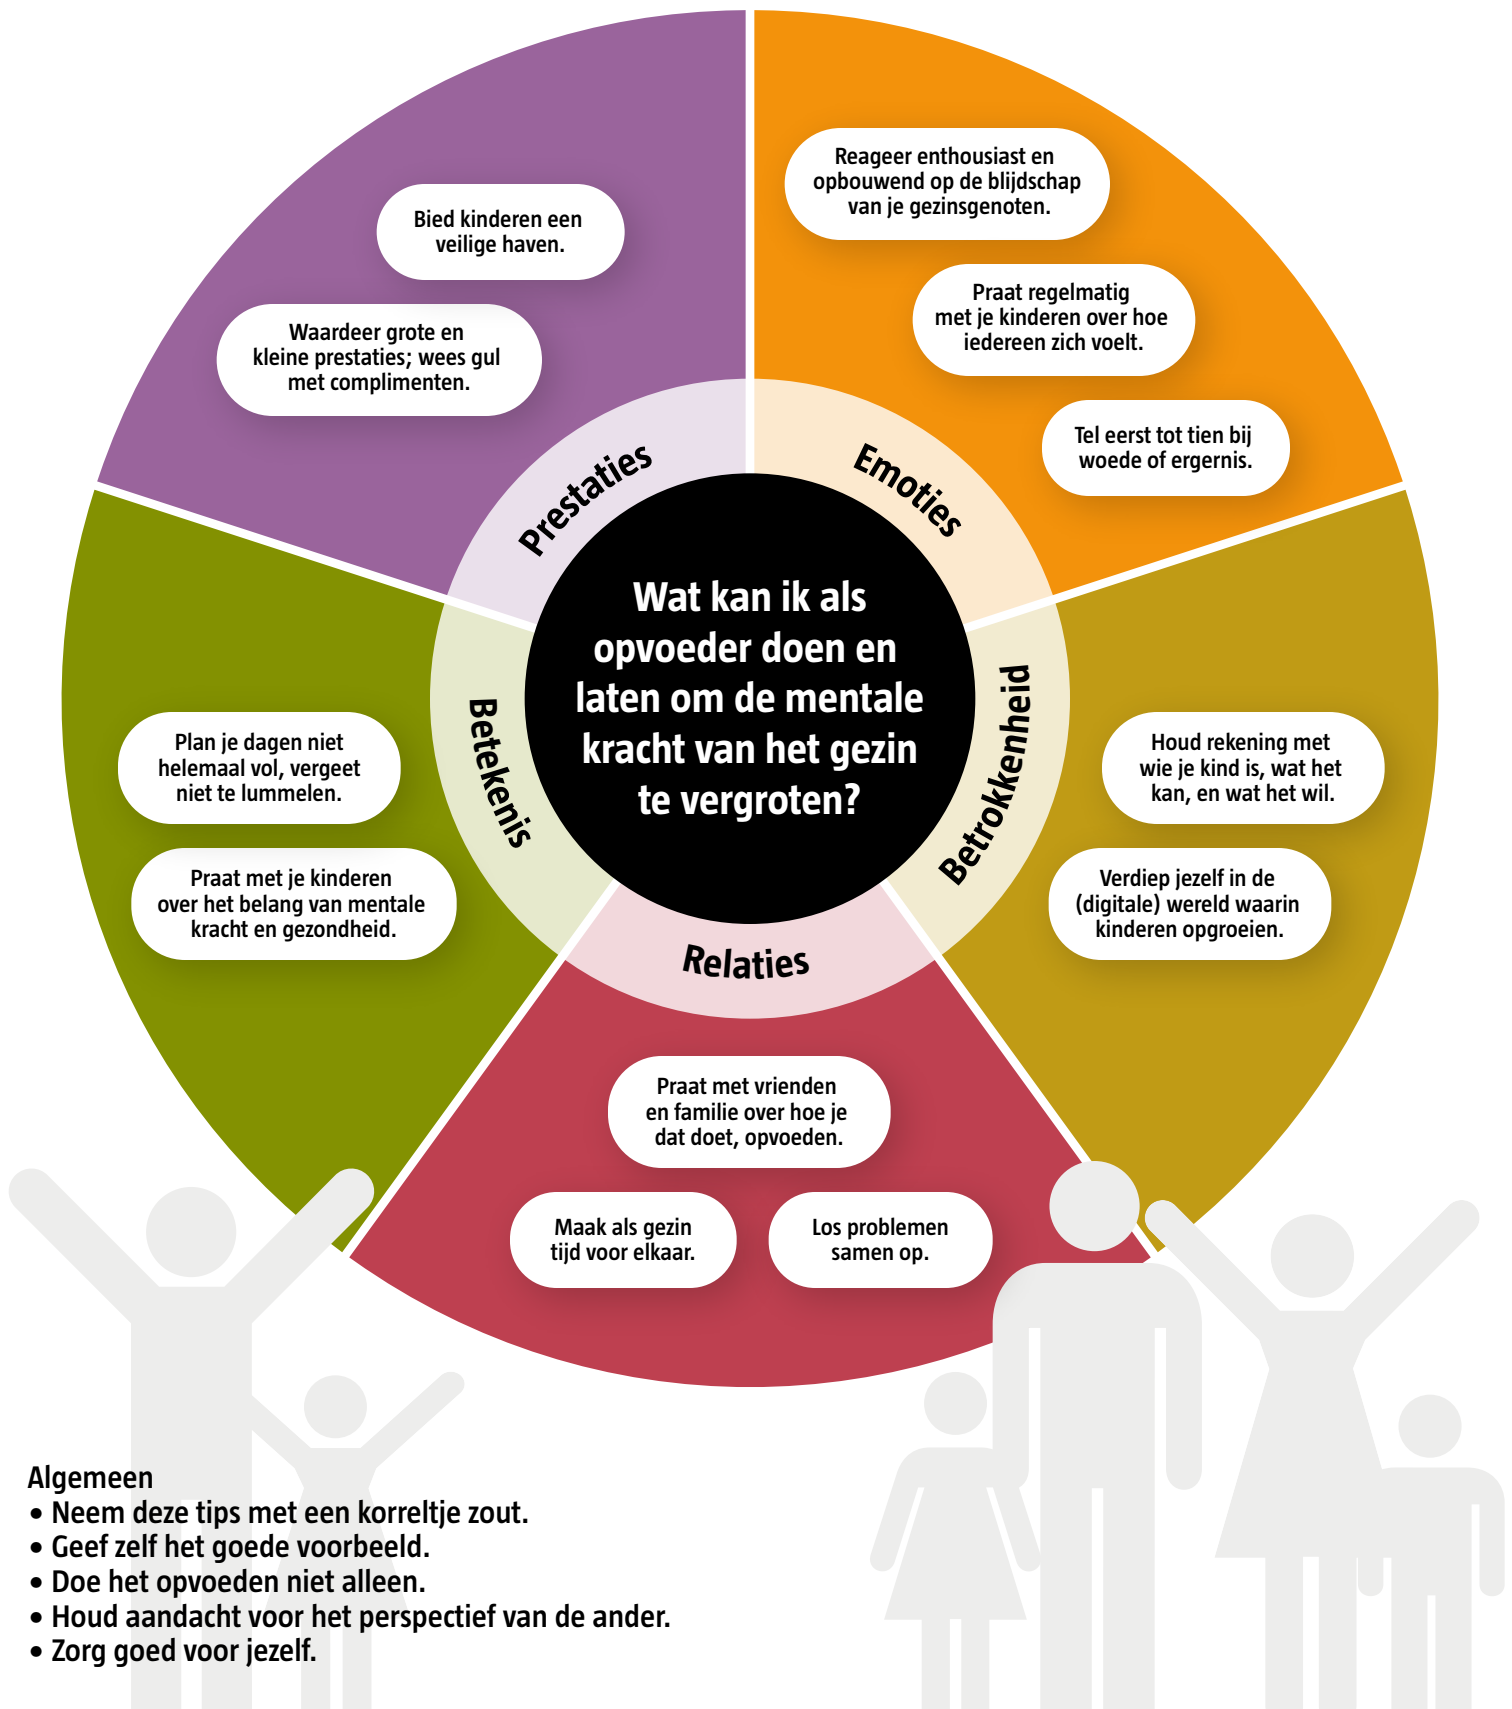 Wat kan ik als
opvoeder doen en
laten om de mentale
kracht van het gezin
te vergroten?
Emoties
Reageer enthousiast en
opbouwend op de blijdschap
van je gezinsgenoten.
Praat regelmatig
met je kinderen over hoe
iedereen zich voelt.
Tel eerst tot tien bij
woede of ergernis.
Betrokkenheid
Houd rekening met
wie je kind is, wat het
kan, en wat het wil.
Verdiep jezelf in de
(digitale) wereld waarin
kinderen opgroeien.
Relaties
Praat met vrienden
en familie over hoe je
dat doet, opvoeden.
Maak als gezin
tijd voor elkaar.
Los problemen
samen op.
Betekenis
Plan je dagen niet
helemaal vol, vergeet
niet te lummelen.
Praat met je kinderen
over het belang van mentale
kracht en gezondheid.
Prestaties
Bied kinderen een
veilige haven.
Waardeer grote en
kleine prestaties; wees gul
met complimenten.
Algemeen
• Neem deze tips met een korreltje zout.
• Geef zelf het goede voorbeeld.
• Doe het opvoeden niet alleen.
• Houd aandacht voor het perspectief van de ander.
• Zorg goed voor jezelf.